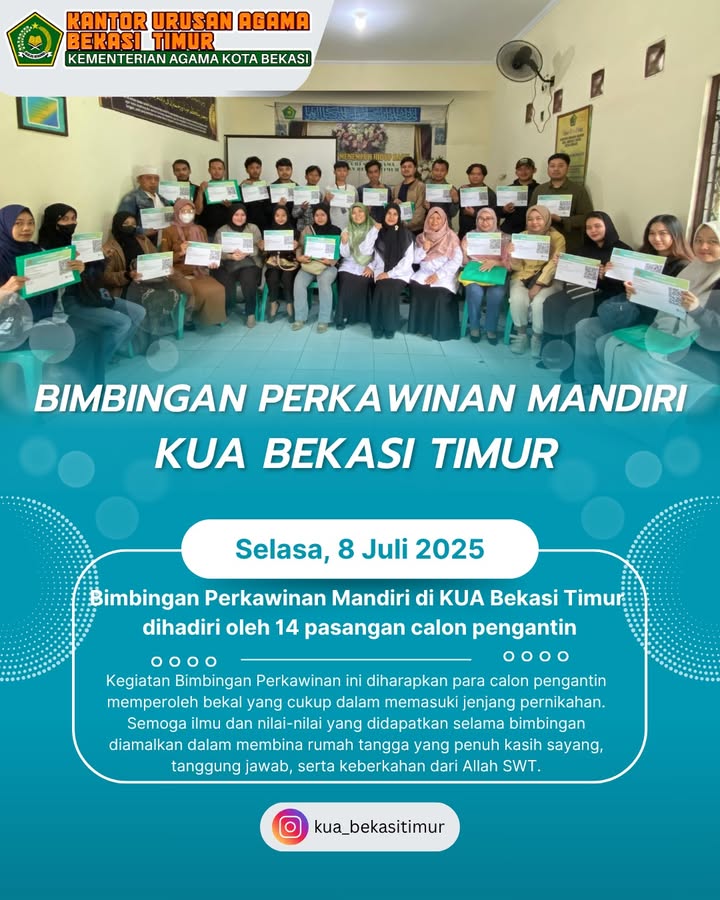 KANTOR URUSAN AGAMA
BEKASI TIMUR
KEMENTERIAN AGAMA KOTA BEKASI
BIMBINGAN PERKAWINAN MANDIRI
KUA BEKASI TIMUR
Selasa, 8 Juli 2025
Bimbingan Perkawinan Mandiri di KUA Bekasi Timur
dihadiri oleh 14 pasangan calon pengantin
Kegiatan Bimbingan Perkawinan ini diharapkan para calon pengantin
memperoleh bekal yang cukup dalam memasuki jenjang pernikahan.
Semoga ilmu dan nilai-nilai yang didapatkan selama bimbingan
diamalkan dalam membina rumah tangga yang penuh kasih sayang,
tanggung jawab, serta keberkahan dari Allah SWT.
kua_bekasitimur